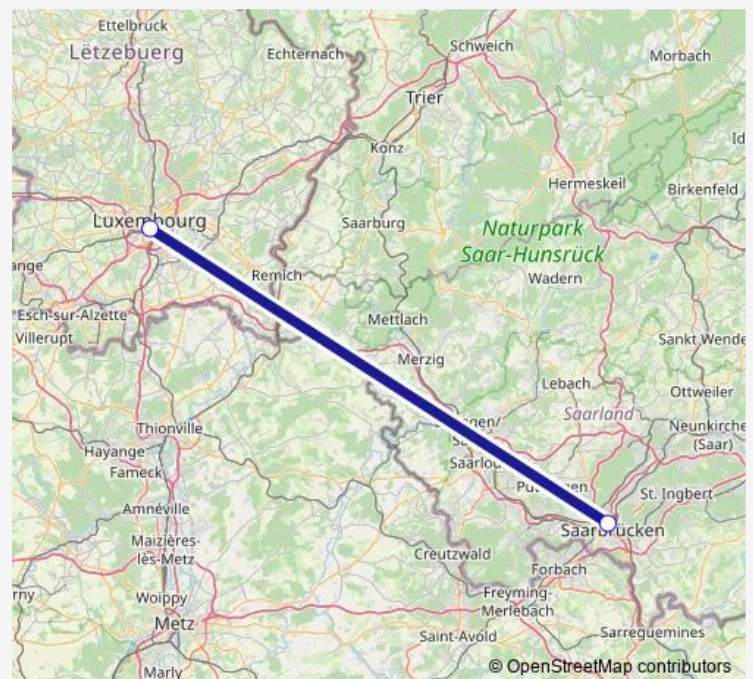 Ettelbruck
Lëtzebuerg
Echternach
Schweich
Morbach
Trier
Konz
Hermeskeil
Birkenfeld
Luxembourg
Saarburg
Naturpark
Saar-Hunsrück
Remich
Wadern
Esch-sur-Alzette
Villerupt
Mettlach
Sankt Wende
Merzig
Lebach
Ottweiler
Saarland
Neunkirche
(Saar)
Thionville
Hayange
Fameck
St. Ingbert
Amnéville
Saarbrücken
Maizières-
lès-Metz
Creutzwald
Forbach
Woippy
Freyming-
Merlebach
Metz
Saint-Avold
Sarreguemines
Marly
© OpenStreetMap contributors